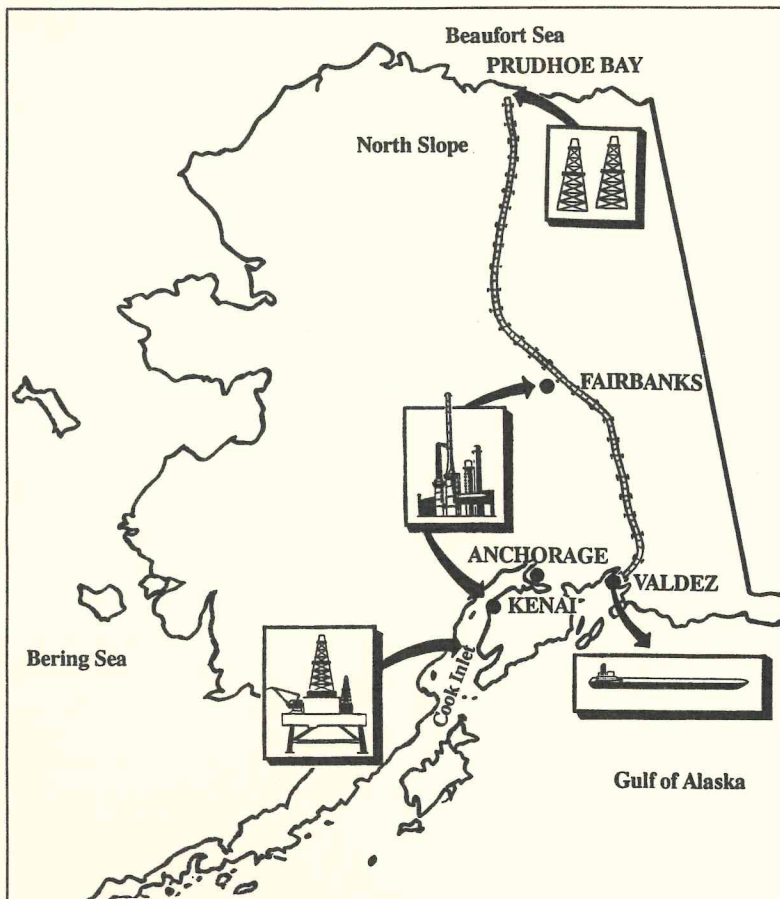 Beaufort Sea
PRUDHOE BAY
North Slope
FAIRBANKS
ANCHORAGE
VALDEZ
KENAI
Bering Sea
Cook Inlet
Gulf of Alaska